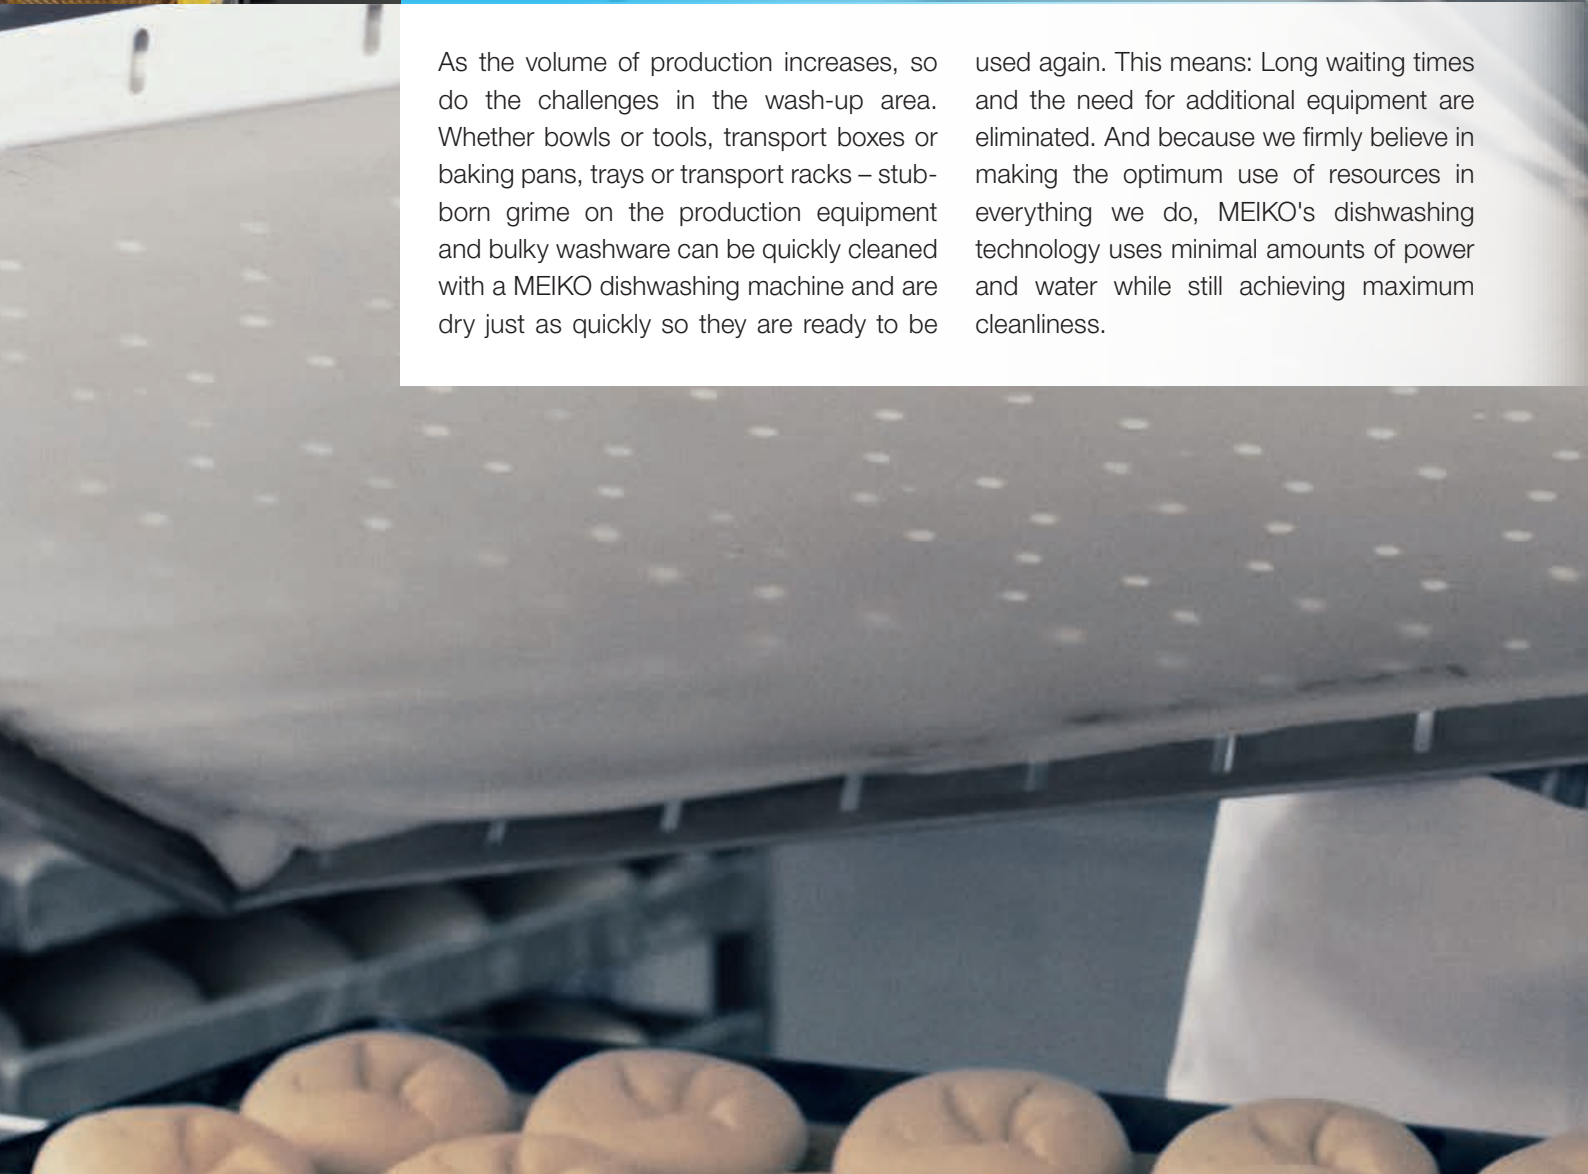 As the volume of production increases, so
do the challenges in the wash-up area.
Whether bowls or tools, transport boxes or
baking pans, trays or transport racks – stub-
born grime on the production equipment
and bulky washware can be quickly cleaned
with a MEIKO dishwashing machine and are
dry just as quickly so they are ready to be
used again. This means: Long waiting times
and the need for additional equipment are
eliminated. And because we firmly believe in
making the optimum use of resources in
everything we do, MEIKO's dishwashing
technology uses minimal amounts of power
and water while still achieving maximum
cleanliness.